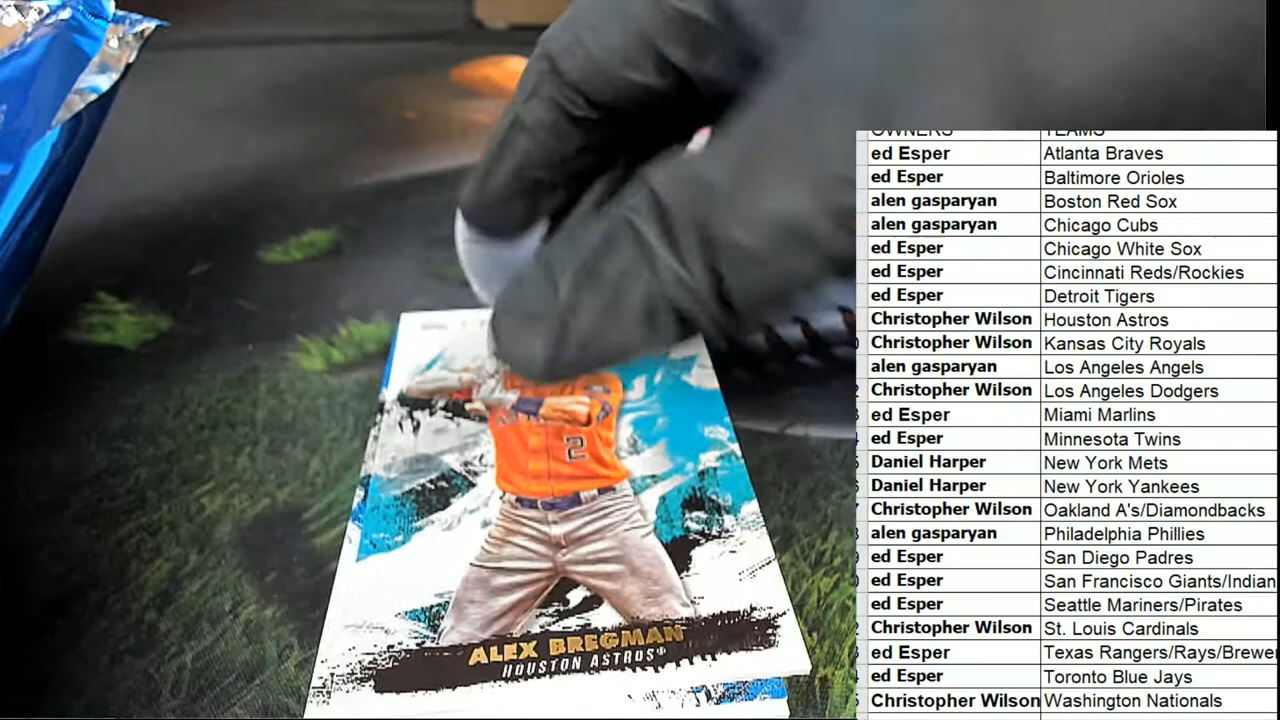 OWNERS TEAMS
ed Esper Atlanta Braves
ed Esper Baltimore Orioles
alen gasparyan Boston Red Sox
alen gasparyan Chicago Cubs
ed Esper Chicago White Sox
ed Esper Cincinnati Reds/Rockies
ed Esper Detroit Tigers
Christopher Wilson Houston Astros
Christopher Wilson Kansas City Royals
alen gasparyan Los Angeles Angels
Christopher Wilson Los Angeles Dodgers
ed Esper Miami Marlins
ed Esper Minnesota Twins
Daniel Harper New York Mets
Daniel Harper New York Yankees
Christopher Wilson Oakland A's/Diamondbacks
alen gasparyan Philadelphia Phillies
ed Esper San Diego Padres
ed Esper San Francisco Giants/Indian
ed Esper Seattle Mariners/Pirates
Christopher Wilson St. Louis Cardinals
ed Esper Texas Rangers/Rays/Brewe
ed Esper Toronto Blue Jays
Christopher Wilson Washington Nationals
2
ALEX BREGMAN
HOUSTON ASTROS®